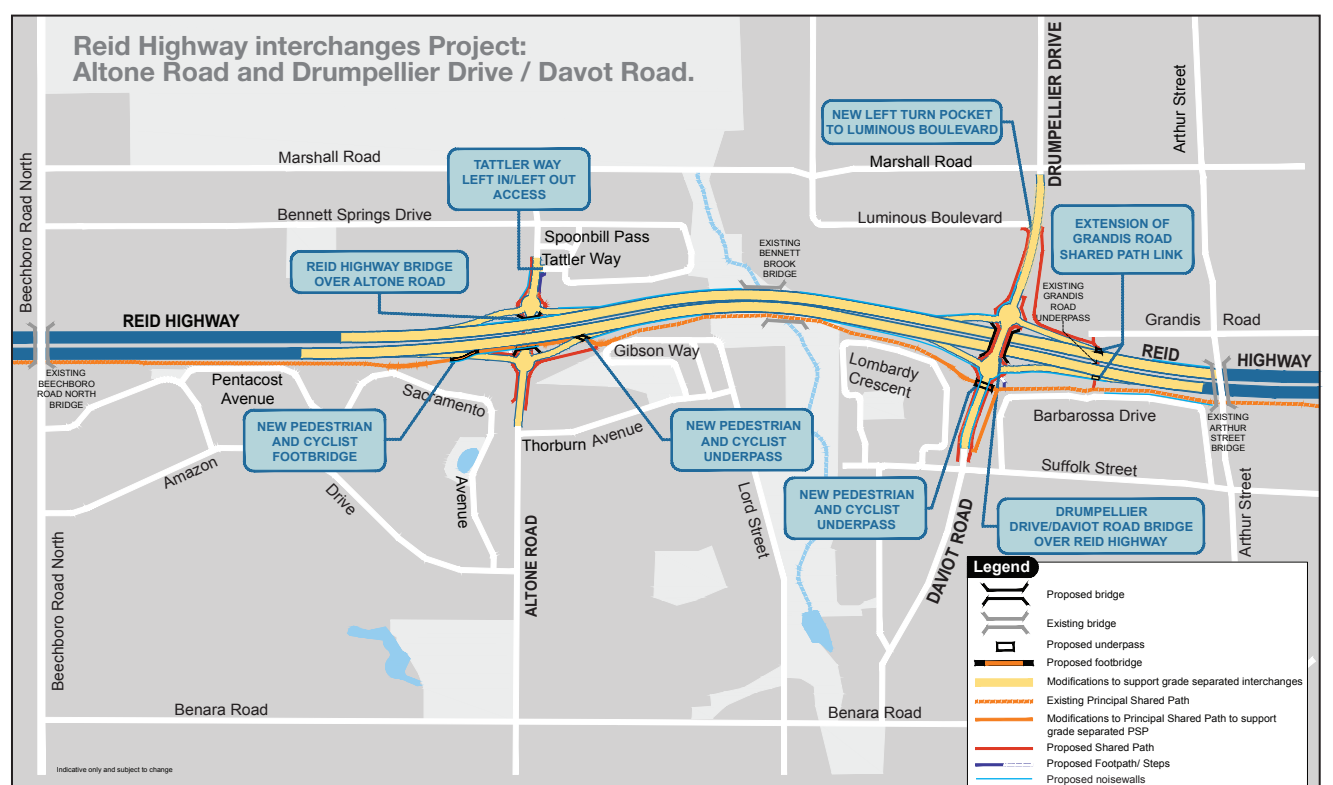 Reid Highway interchanges Project:
Altone Road and Drumpellier Drive / Davot Road.
DRUMPELLIER DRIVE
Arthur Street
NEW LEFT TURN POCKET
TO LUMINOUS BOULEVARD
Beechboro Road North
Marshall Road
TATTLER WAY
LEFT IN/LEFT OUT
ACCESS
Marshall Road
Bennett Springs Drive
Luminous Boulevard
EXTENSION OF
GRANDIS ROAD
SHARED PATH LINK
Spoonbill Pass
Tattler Way
EXISTING
BENNETT
BROOK
BRIDGE
REID HIGHWAY BRIDGE
OVER ALTONE ROAD
EXISTING
GRANDIS
ROAD
UNDERPASS
REID HIGHWAY
Grandis Road
REID HIGHWAY
Gibson Way
Lombardy
Crescent
EXISTING
BEECHBORO
ROAD NORTH
BRIDGE
Pentacost
Avenue
Sacramento
Barbarossa Drive
NEW PEDESTRIAN
AND CYCLIST
FOOTBRIDGE
Thorburn Avenue
NEW PEDESTRIAN
AND CYCLIST
UNDERPASS
EXISTING
ARTHUR
STREET
BRIDGE
Amazon
Drive
Avenue
Lord Street
Suffolk Street
NEW PEDESTRIAN
AND CYCLIST
UNDERPASS
DRUMPELLIER
DRIVE/DAVIOT ROAD BRIDGE
OVER REID HIGHWAY
Arthur Street
ALTONE ROAD
DAVIOT ROAD
Beechboro Road North
Benara Road
Benara Road
Legend
Proposed bridge
Existing bridge
Proposed underpass
Proposed footbridge
Modifications to support grade separated interchanges
Existing Principal Shared Path
Modifications to Principal Shared Path to support
grade separated PSP
Proposed Shared Path
Proposed Footpath/ Steps
Proposed noisewalls
Indicative only and subject to change